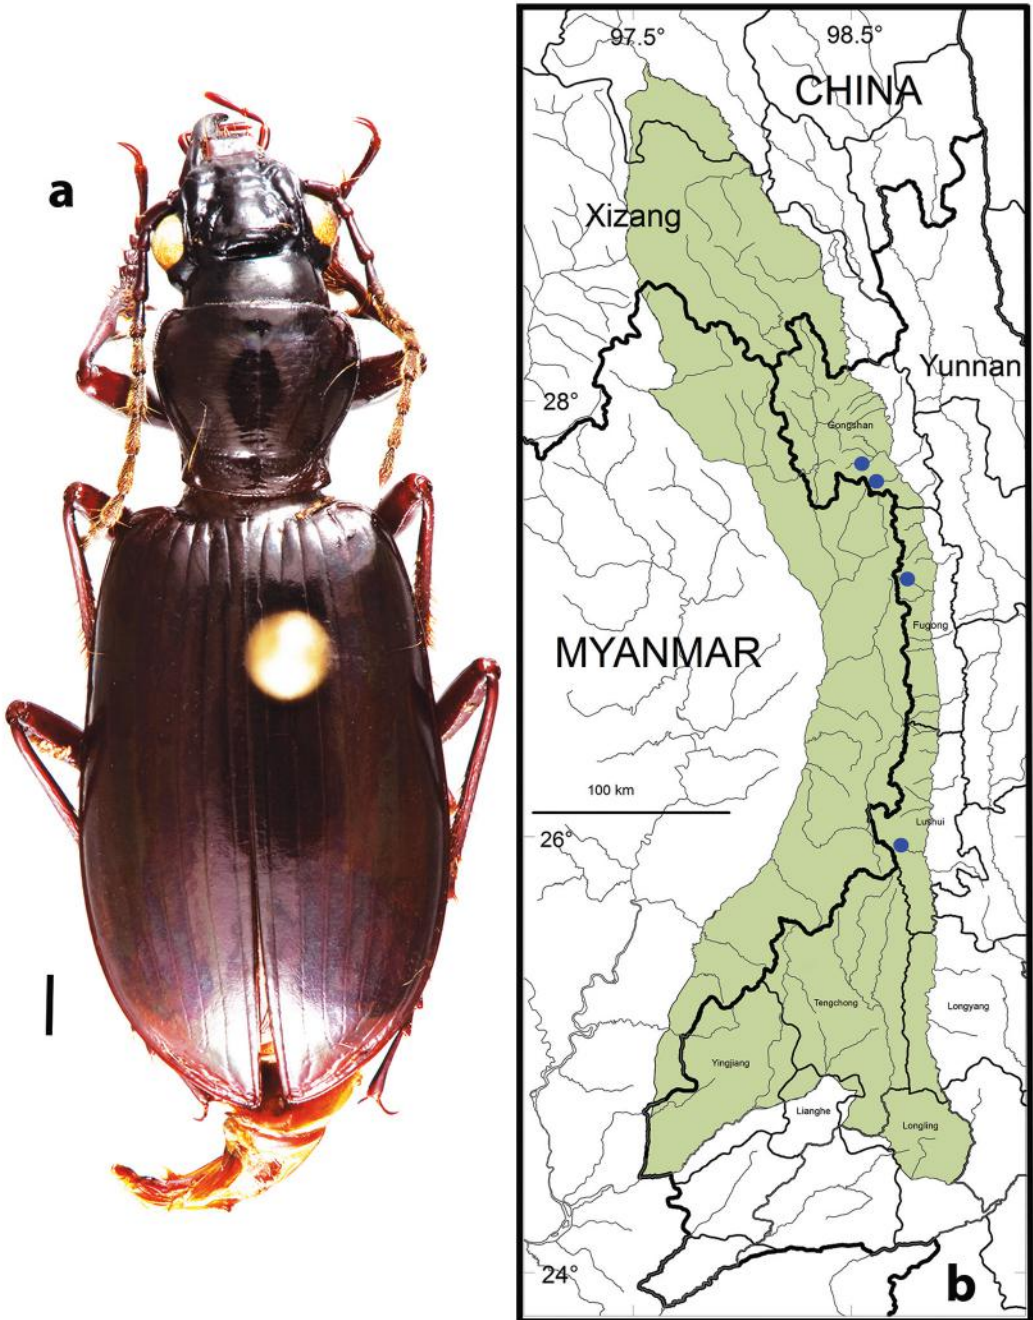 a
97.5°
98.5°
CHINA
Xizang
Yunnan
28°
Gongshan
Fugong
MYANMAR
100 km
Lushui
26°
Tengchong
Longyang
Yingjiang
Lianghe
Longling
24°
b